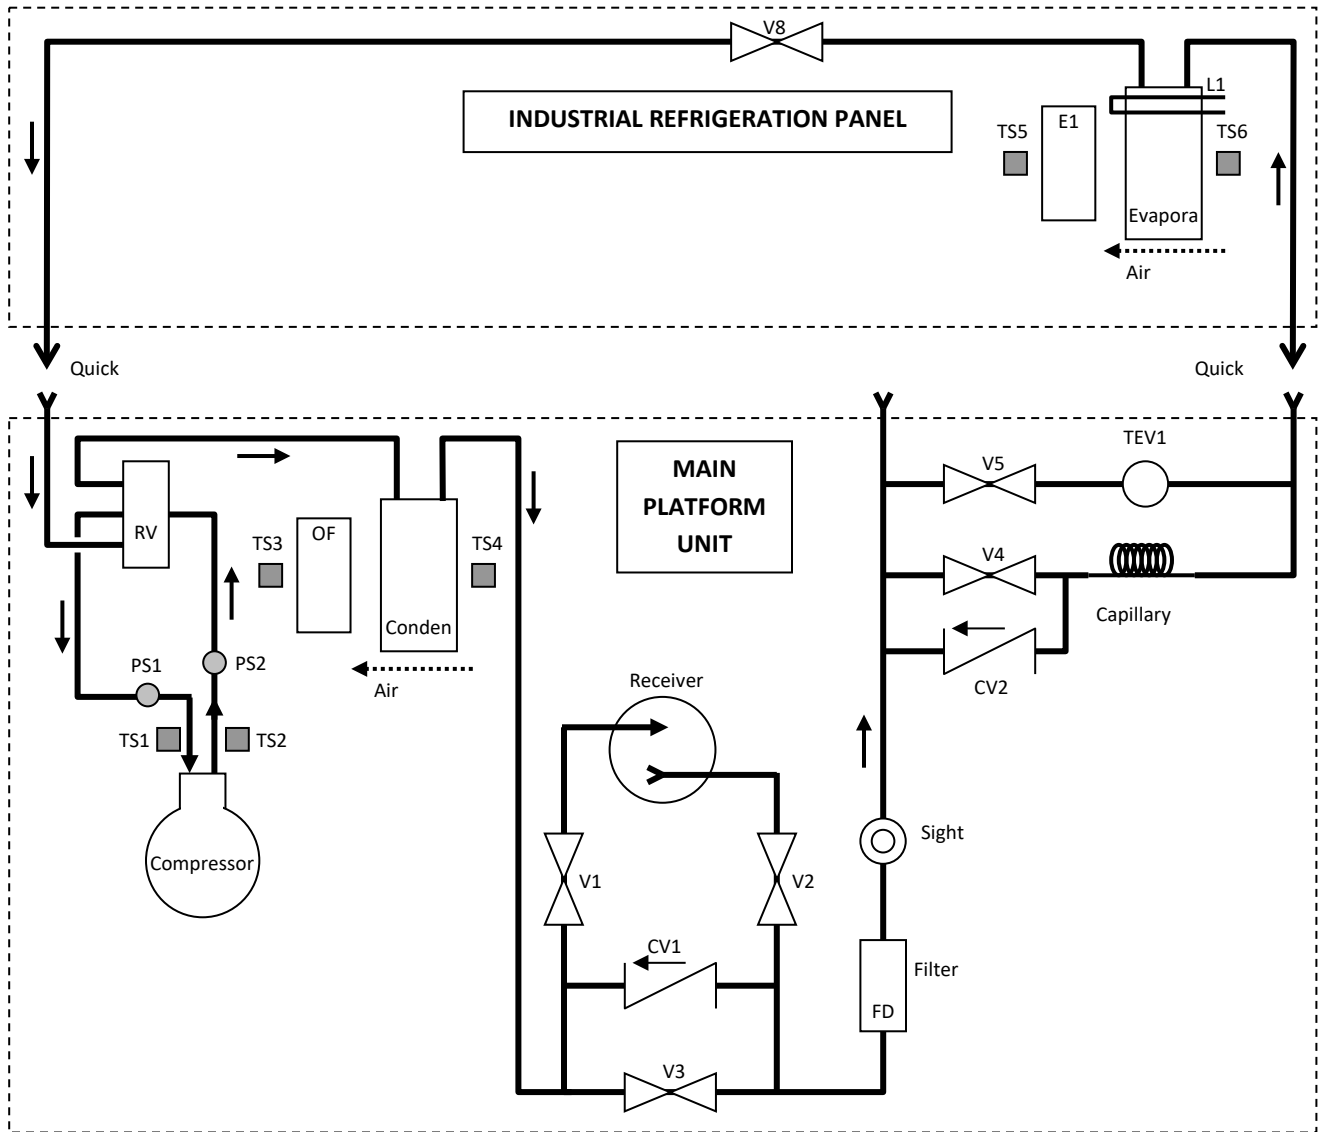 V8
L1
INDUSTRIAL REFRIGERATION PANEL
TS5
E1
TS6
Evapora
Air
Quick
Quick
TEV1
MAIN
PLATFORM
UNIT
V5
RV
TS3
OF
TS4
V4
Conden
Capillary
PS1
PS2
Air
Receiver
CV2
TS1
TS2
Sight
Compressor
V1
V2
CV1
Filter
FD
V3